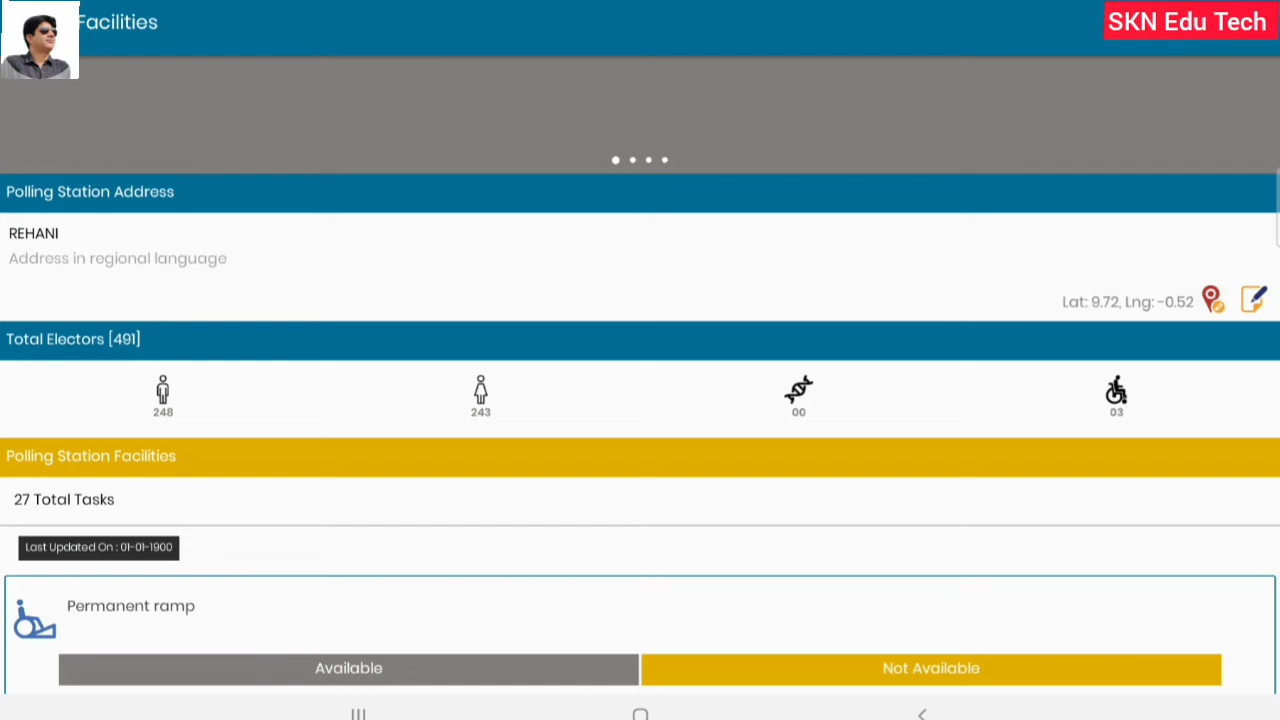 Facilities
SKN Edu Tech
Polling Station Address
REHANI
Address in regional language
Lat: 9.72, Lng: -0.52
Total Electors [491]
248 243 00 03
Polling Station Facilities
27 Total Tasks
Last Updated On : 01-01-1900
Permanent ramp
Available Not Available